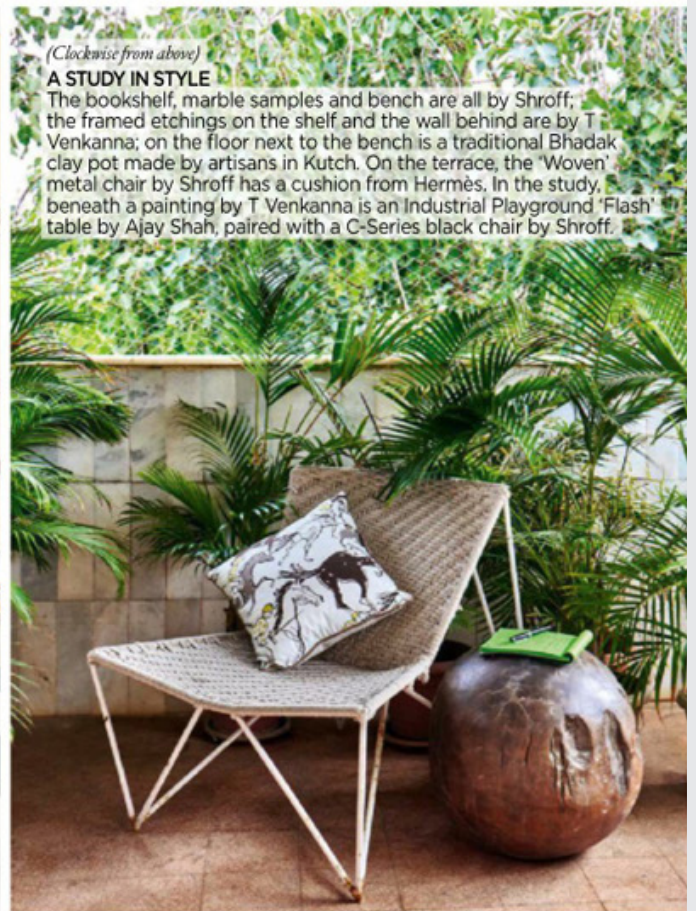 (Clockwise from above)
A STUDY IN STYLE
The bookshelf, marble samples and bench are all by Shroff;
the framed etchings on the shelf and the wall behind are by T
Venkanna; on the floor next to the bench is a traditional Bhadak
clay pot made by artisans in Kutch. On the terrace, the ‘Woven’
metal chair by Shroff has a cushion from Hermès. In the study,
beneath a painting by T Venkanna is an Industrial Playground ‘Flash’
table by Ajay Shah, paired with a C-Series black chair by Shroff.